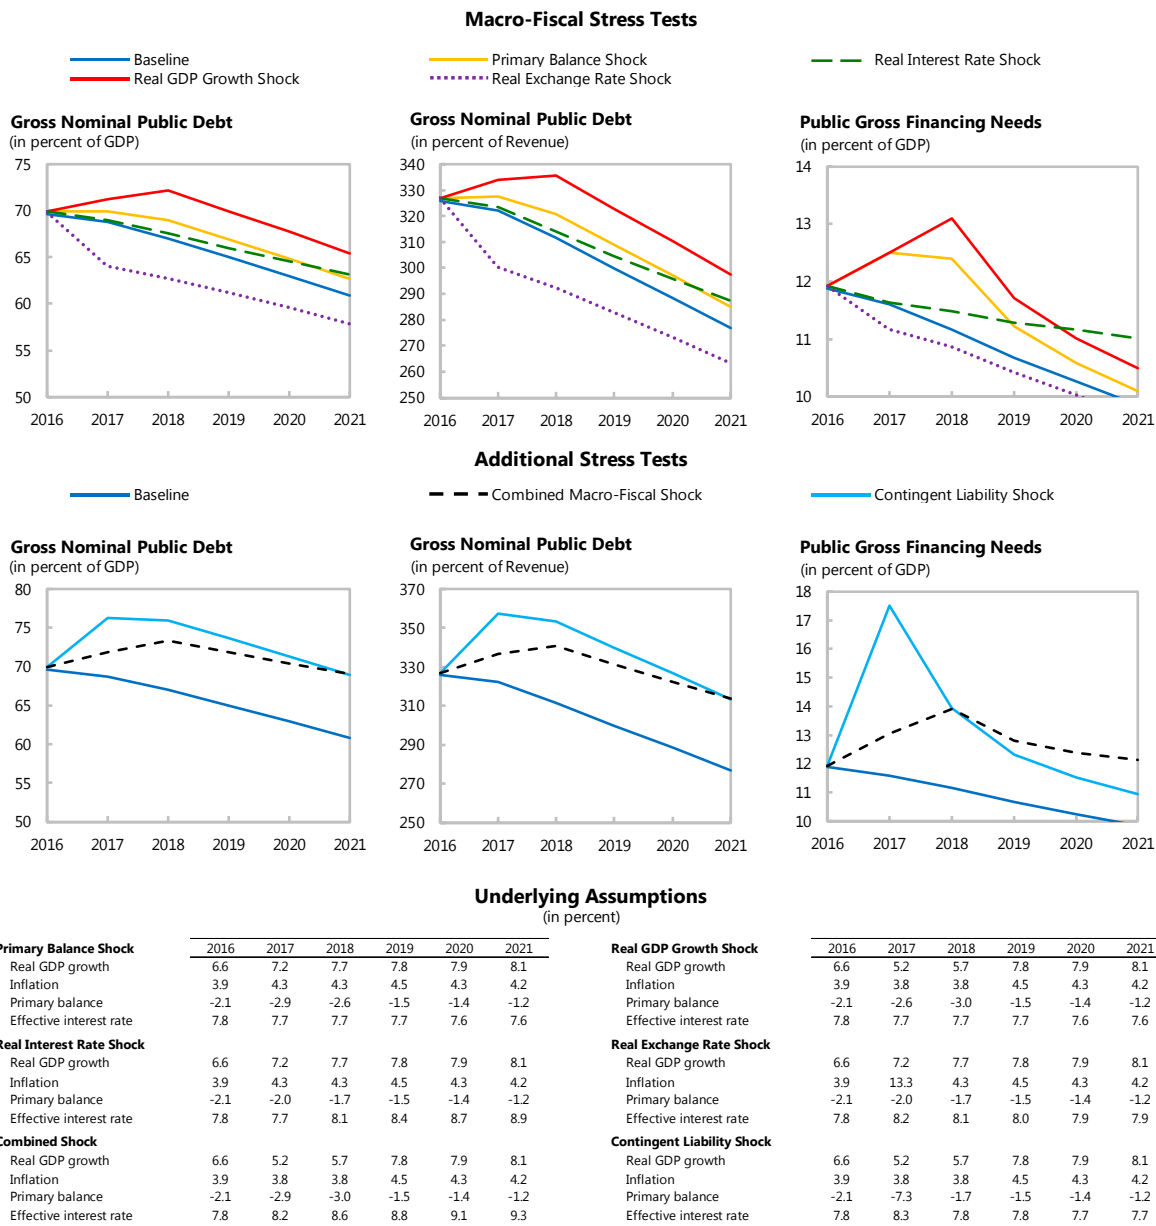 Macro-Fiscal Stress Tests
Baseline Primary Balance Shock Real Interest Rate Shock
Real GDP Growth Shock Real Exchange Rate Shock
Gross Nominal Public Debt
(in percent of GDP)
75
70
65
60
55
50
2016 2017 2018 2019 2020 2021
Gross Nominal Public Debt
(in percent of Revenue)
340
330
320
310
300
290
280
270
260
250
2016 2017 2018 2019 2020 2021
Public Gross Financing Needs
(in percent of GDP)
14
13
12
11
10
2016 2017 2018 2019 2020 2021
Additional Stress Tests
Baseline Combined Macro-Fiscal Shock Contingent Liability Shock
Gross Nominal Public Debt
(in percent of GDP)
80
75
70
65
60
55
50
2016 2017 2018 2019 2020 2021
Gross Nominal Public Debt
(in percent of Revenue)
370
350
330
310
290
270
250
2016 2017 2018 2019 2020 2021
Public Gross Financing Needs
(in percent of GDP)
18
17
16
15
14
13
12
11
10
2016 2017 2018 2019 2020 2021
Underlying Assumptions
(in percent)
Primary Balance Shock 2016 2017 2018 2019 2020 2021
Real GDP growth 6.6 7.2 7.7 7.8 7.9 8.1
Inflation 3.9 4.3 4.3 4.5 4.3 4.2
Primary balance -2.1 -2.9 -2.6 -1.5 -1.4 -1.2
Effective interest rate 7.8 7.7 7.7 7.7 7.6 7.6
Real Interest Rate Shock
Real GDP growth 6.6 7.2 7.7 7.8 7.9 8.1
Inflation 3.9 4.3 4.3 4.5 4.3 4.2
Primary balance -2.1 -2.0 -1.7 -1.5 -1.4 -1.2
Effective interest rate 7.8 7.7 8.1 8.4 8.7 8.9
Combined Shock
Real GDP growth 6.6 5.2 5.7 7.8 7.9 8.1
Inflation 3.9 3.8 3.8 4.5 4.3 4.2
Primary balance -2.1 -2.9 -3.0 -1.5 -1.4 -1.2
Effective interest rate 7.8 8.2 8.6 8.8 9.1 9.3
Real GDP Growth Shock 2016 2017 2018 2019 2020 2021
Real GDP growth 6.6 5.2 5.7 7.8 7.9 8.1
Inflation 3.9 3.8 3.8 4.5 4.3 4.2
Primary balance -2.1 -2.6 -3.0 -1.5 -1.4 -1.2
Effective interest rate 7.8 7.7 7.7 7.7 7.6 7.6
Real Exchange Rate Shock
Real GDP growth 6.6 7.2 7.7 7.8 7.9 8.1
Inflation 3.9 13.3 4.3 4.5 4.3 4.2
Primary balance -2.1 -2.0 -1.7 -1.5 -1.4 -1.2
Effective interest rate 7.8 8.2 8.1 8.0 7.9 7.9
Contingent Liability Shock
Real GDP growth 6.6 5.2 5.7 7.8 7.9 8.1
Inflation 3.9 3.8 3.8 4.5 4.3 4.2
Primary balance -2.1 -7.3 -1.7 -1.5 -1.4 -1.2
Effective interest rate 7.8 8.3 7.8 7.8 7.7 7.7